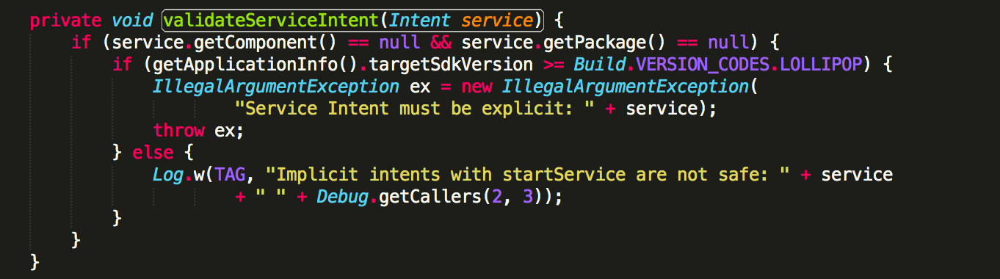 private void validateServiceIntent(Intent service) {
    if (service.getComponent() == null && service.getPackage() == null) {
        if (getApplicationInfo().targetSdkVersion >= Build.VERSION_CODES.LOLLIPOP) {
            IllegalArgumentException ex = new IllegalArgumentException(
                    "Service Intent must be explicit: " + service);
            throw ex;
        } else {
            Log.w(TAG, "Implicit intents with startService are not safe: " + service
                    + " " + Debug.getCallers(2, 3));
        }
    }
}